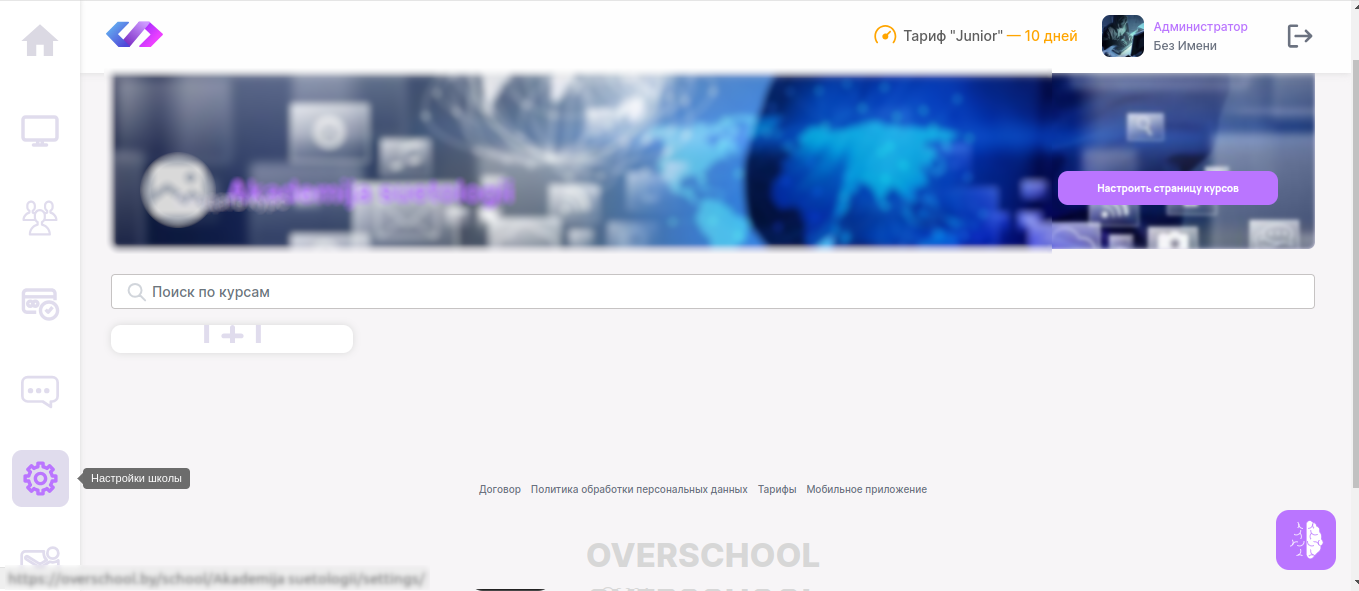 Тариф "Junior" — 10 дней
Администратор
Без Имени
Akademija suetologii
Настроить страницу курсов
Поиск по курсам
Настройки школы
Договор Политика обработки персональных данных Тарифы Мобильное приложение
OVERSCHOOL
https://overschool.by/school/Akademija suetologii/settings/